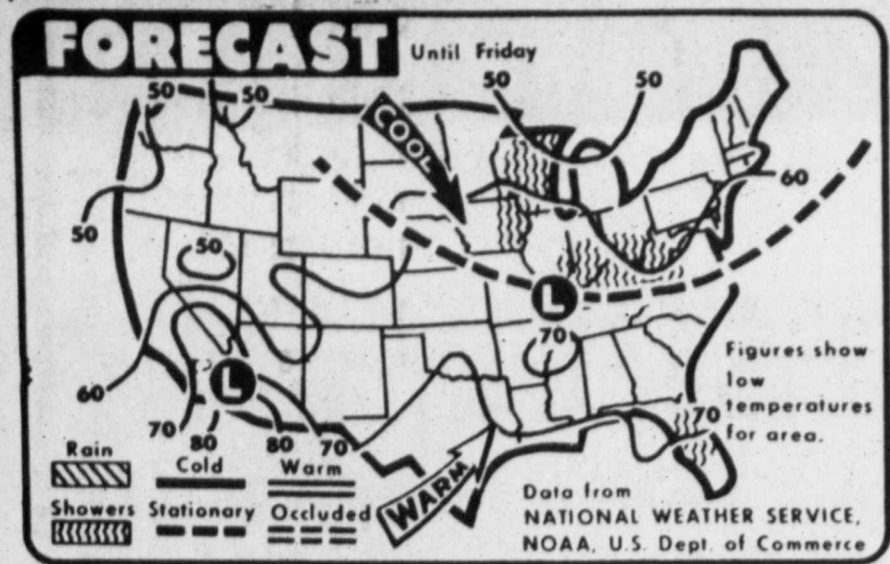 FORECAST
Until Friday
50
50
50
50
COOL
60
50
50
L
70
L
60
70
80
80
70
Figures show
low
temperatures
for area.
70
WARM
Rain
Cold
Warm
Showers
Stationary
Occluded
Data from
NATIONAL WEATHER SERVICE,
NOAA, U.S. Dept. of Commerce